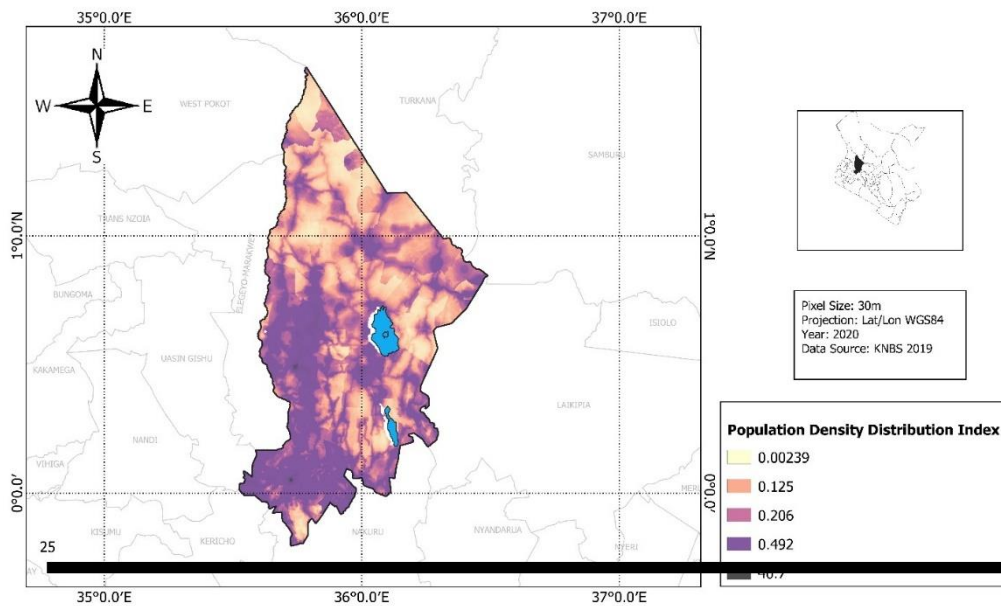 35°0.0′E 36°0.0′E 37°0.0′E
N
W E
S
WEST POKOT
TURKANA
SAMBURU
TRANS NZOIA
1°0.0′N
1°0.0′N
ELEGEYO-MARAKWET
BUNGOMA
ISIOLO
UASIN GISHU
KAKAMEGA
LAIKIPIA
NANDI
VIHIGA
0°0.0′
0°0.0′
KISUMU
KERICHO
NAKURU
NYANDARUA
NYERI
25
35°0.0′E 36°0.0′E 37°0.0′E
Pixel Size: 30m
Projection: Lat/Lon WGS84
Year: 2020
Data Source: KNBS 2019
Population Density Distribution Index
0.00239
0.125
0.206
0.492